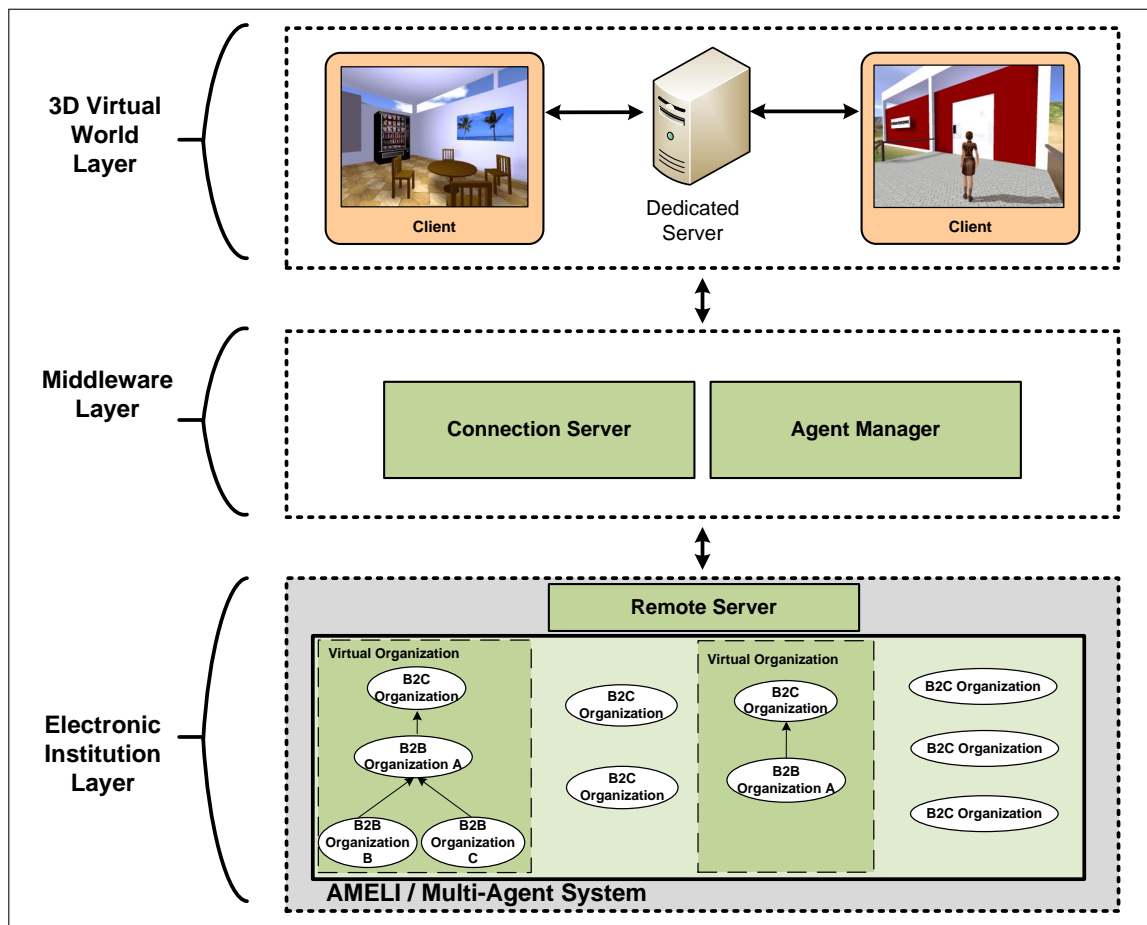 3D Virtual
World
Layer
Client
Dedicated
Server
Client
Middleware
Layer
Connection Server
Agent Manager
Electronic
Institution
Layer
Remote Server
Virtual Organization
B2C
Organization
B2B
Organization A
B2B
Organization
B
B2B
Organization
C
B2C
Organization
B2C
Organization
Virtual Organization
B2C
Organization
B2B
Organization A
B2C Organization
B2C Organization
B2C Organization
AMELI / Multi-Agent System